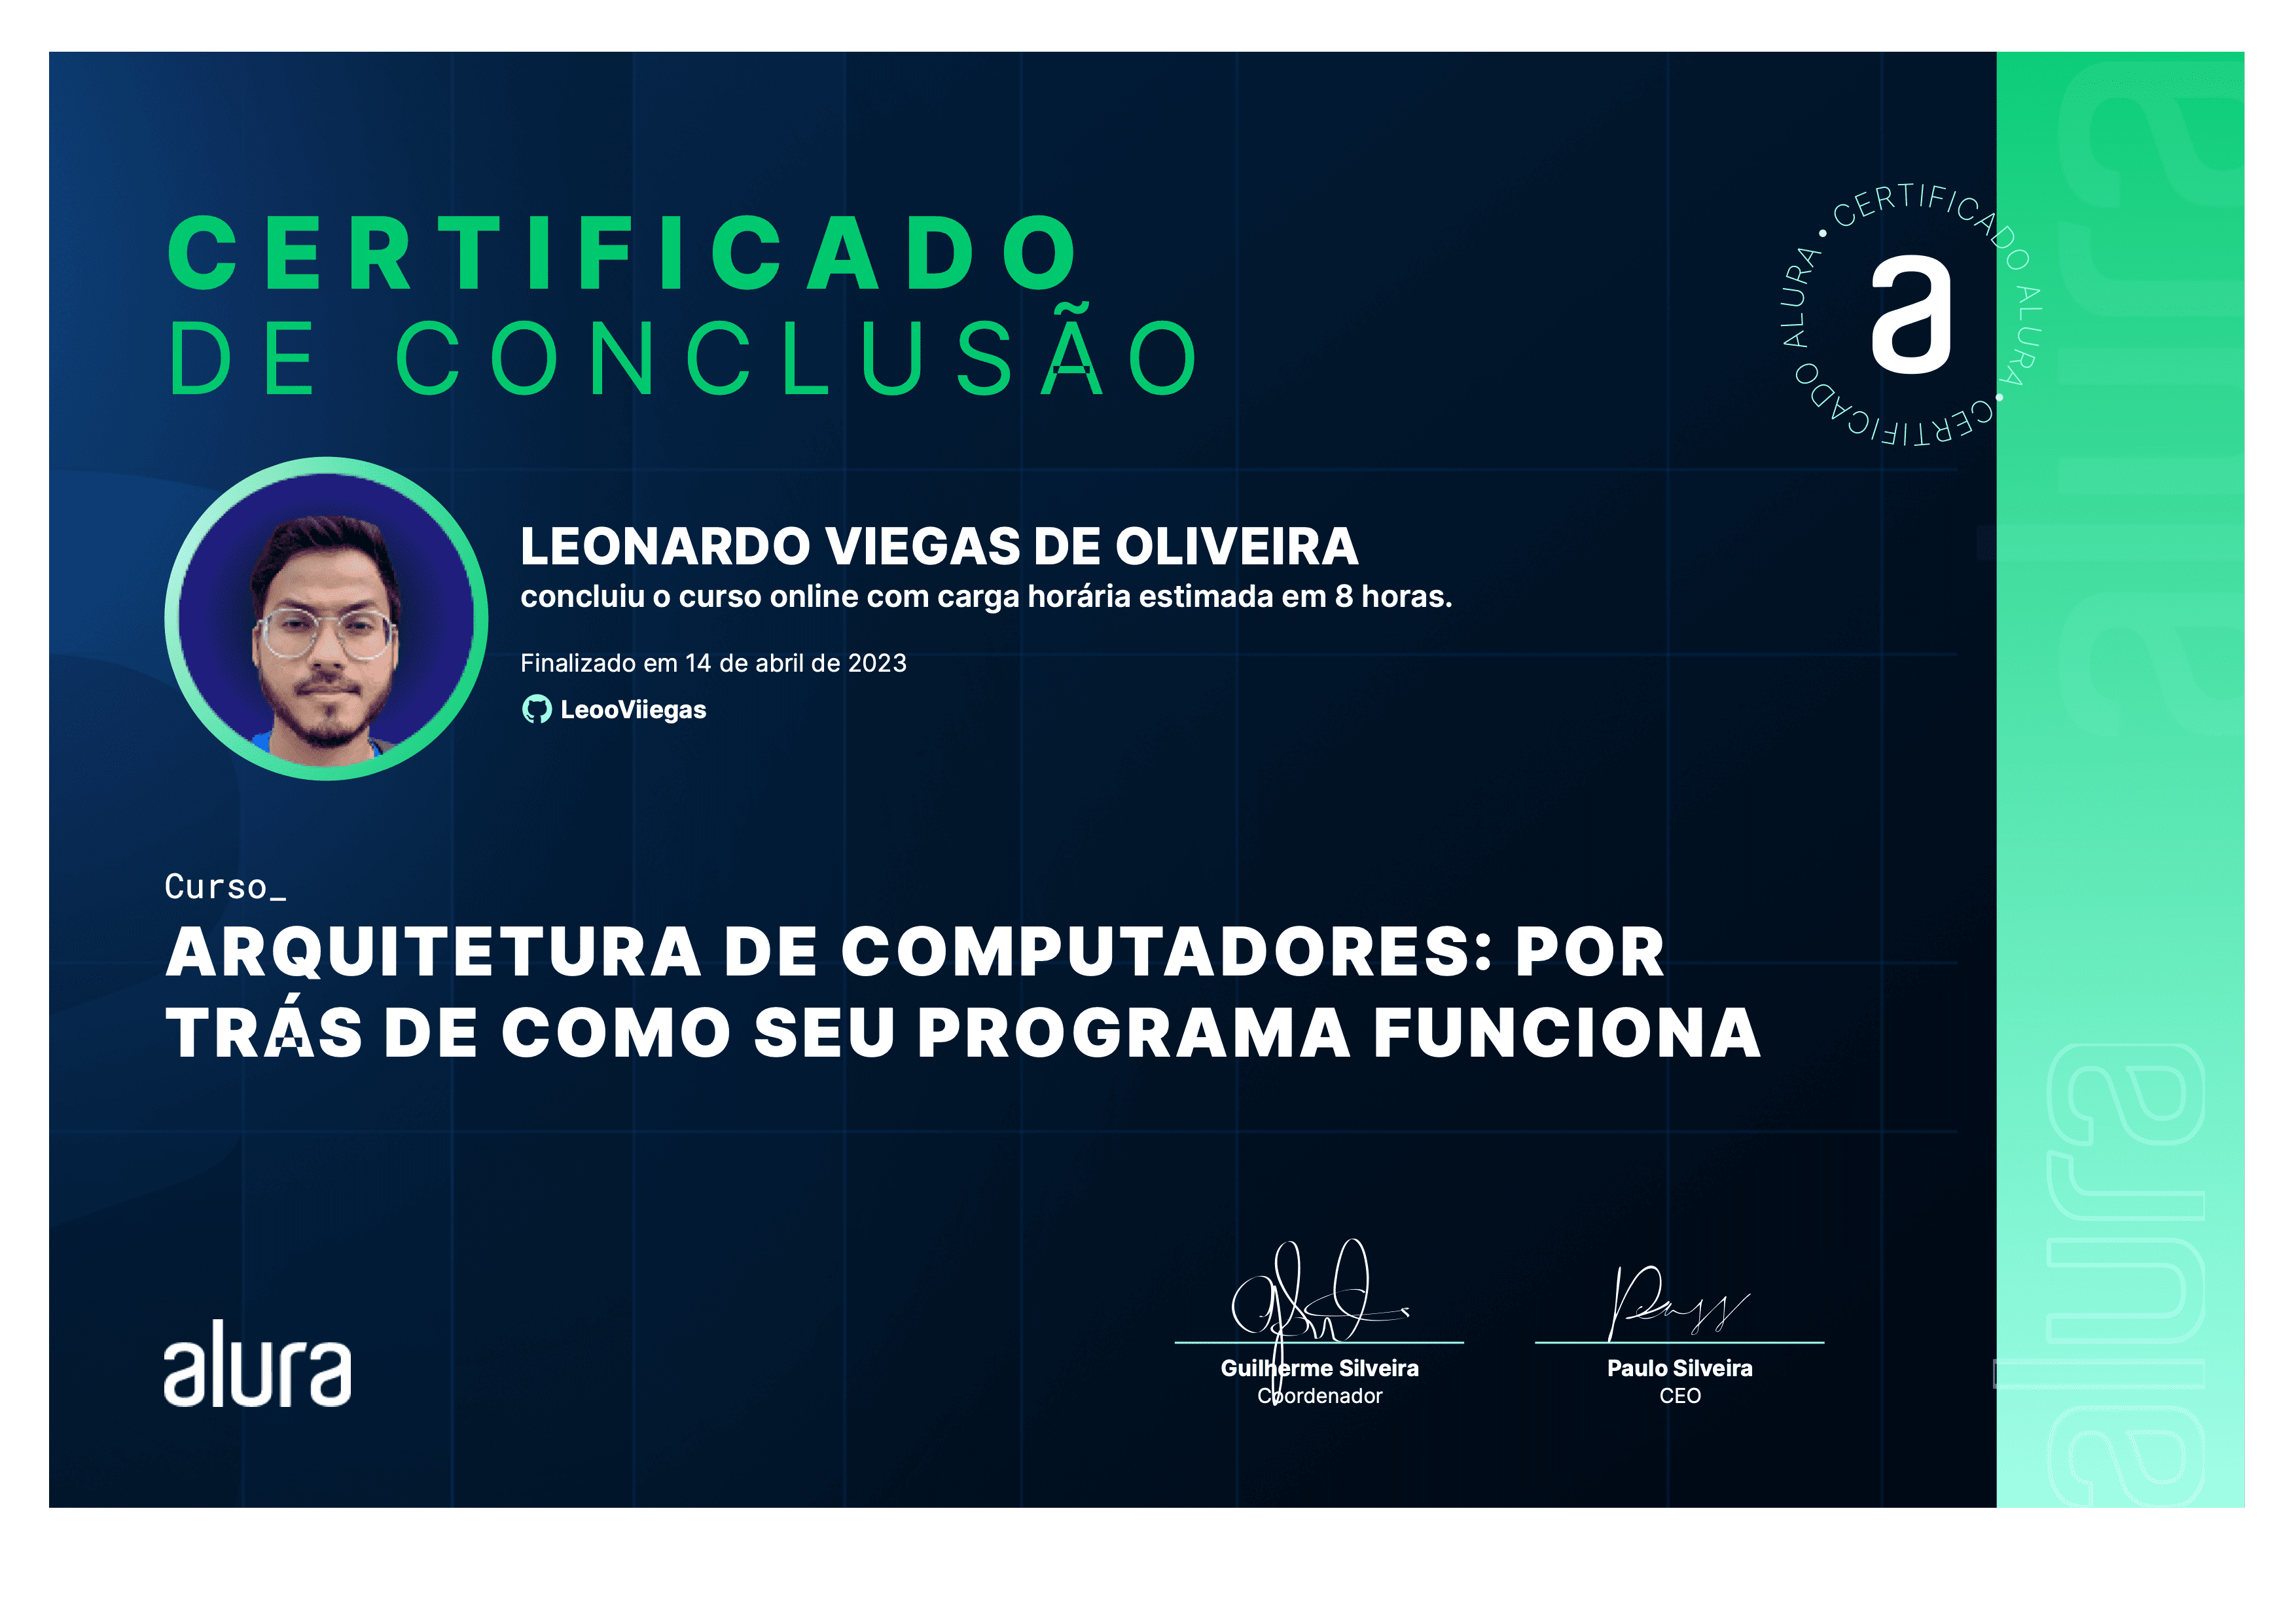 CERTIFICADO
DE CONCLUSÃO
CERTIFICADO ALURA • CERTIFICADO ALURA •
a
LEONARDO VIEGAS DE OLIVEIRA
concluiu o curso online com carga horária estimada em 8 horas.
Finalizado em 14 de abril de 2023
LeooViiegas
Curso_
ARQUITETURA DE COMPUTADORES: POR
TRÁS DE COMO SEU PROGRAMA FUNCIONA
alura
Guilherme Silveira
Coordenador
Paulo Silveira
CEO
alura
alura